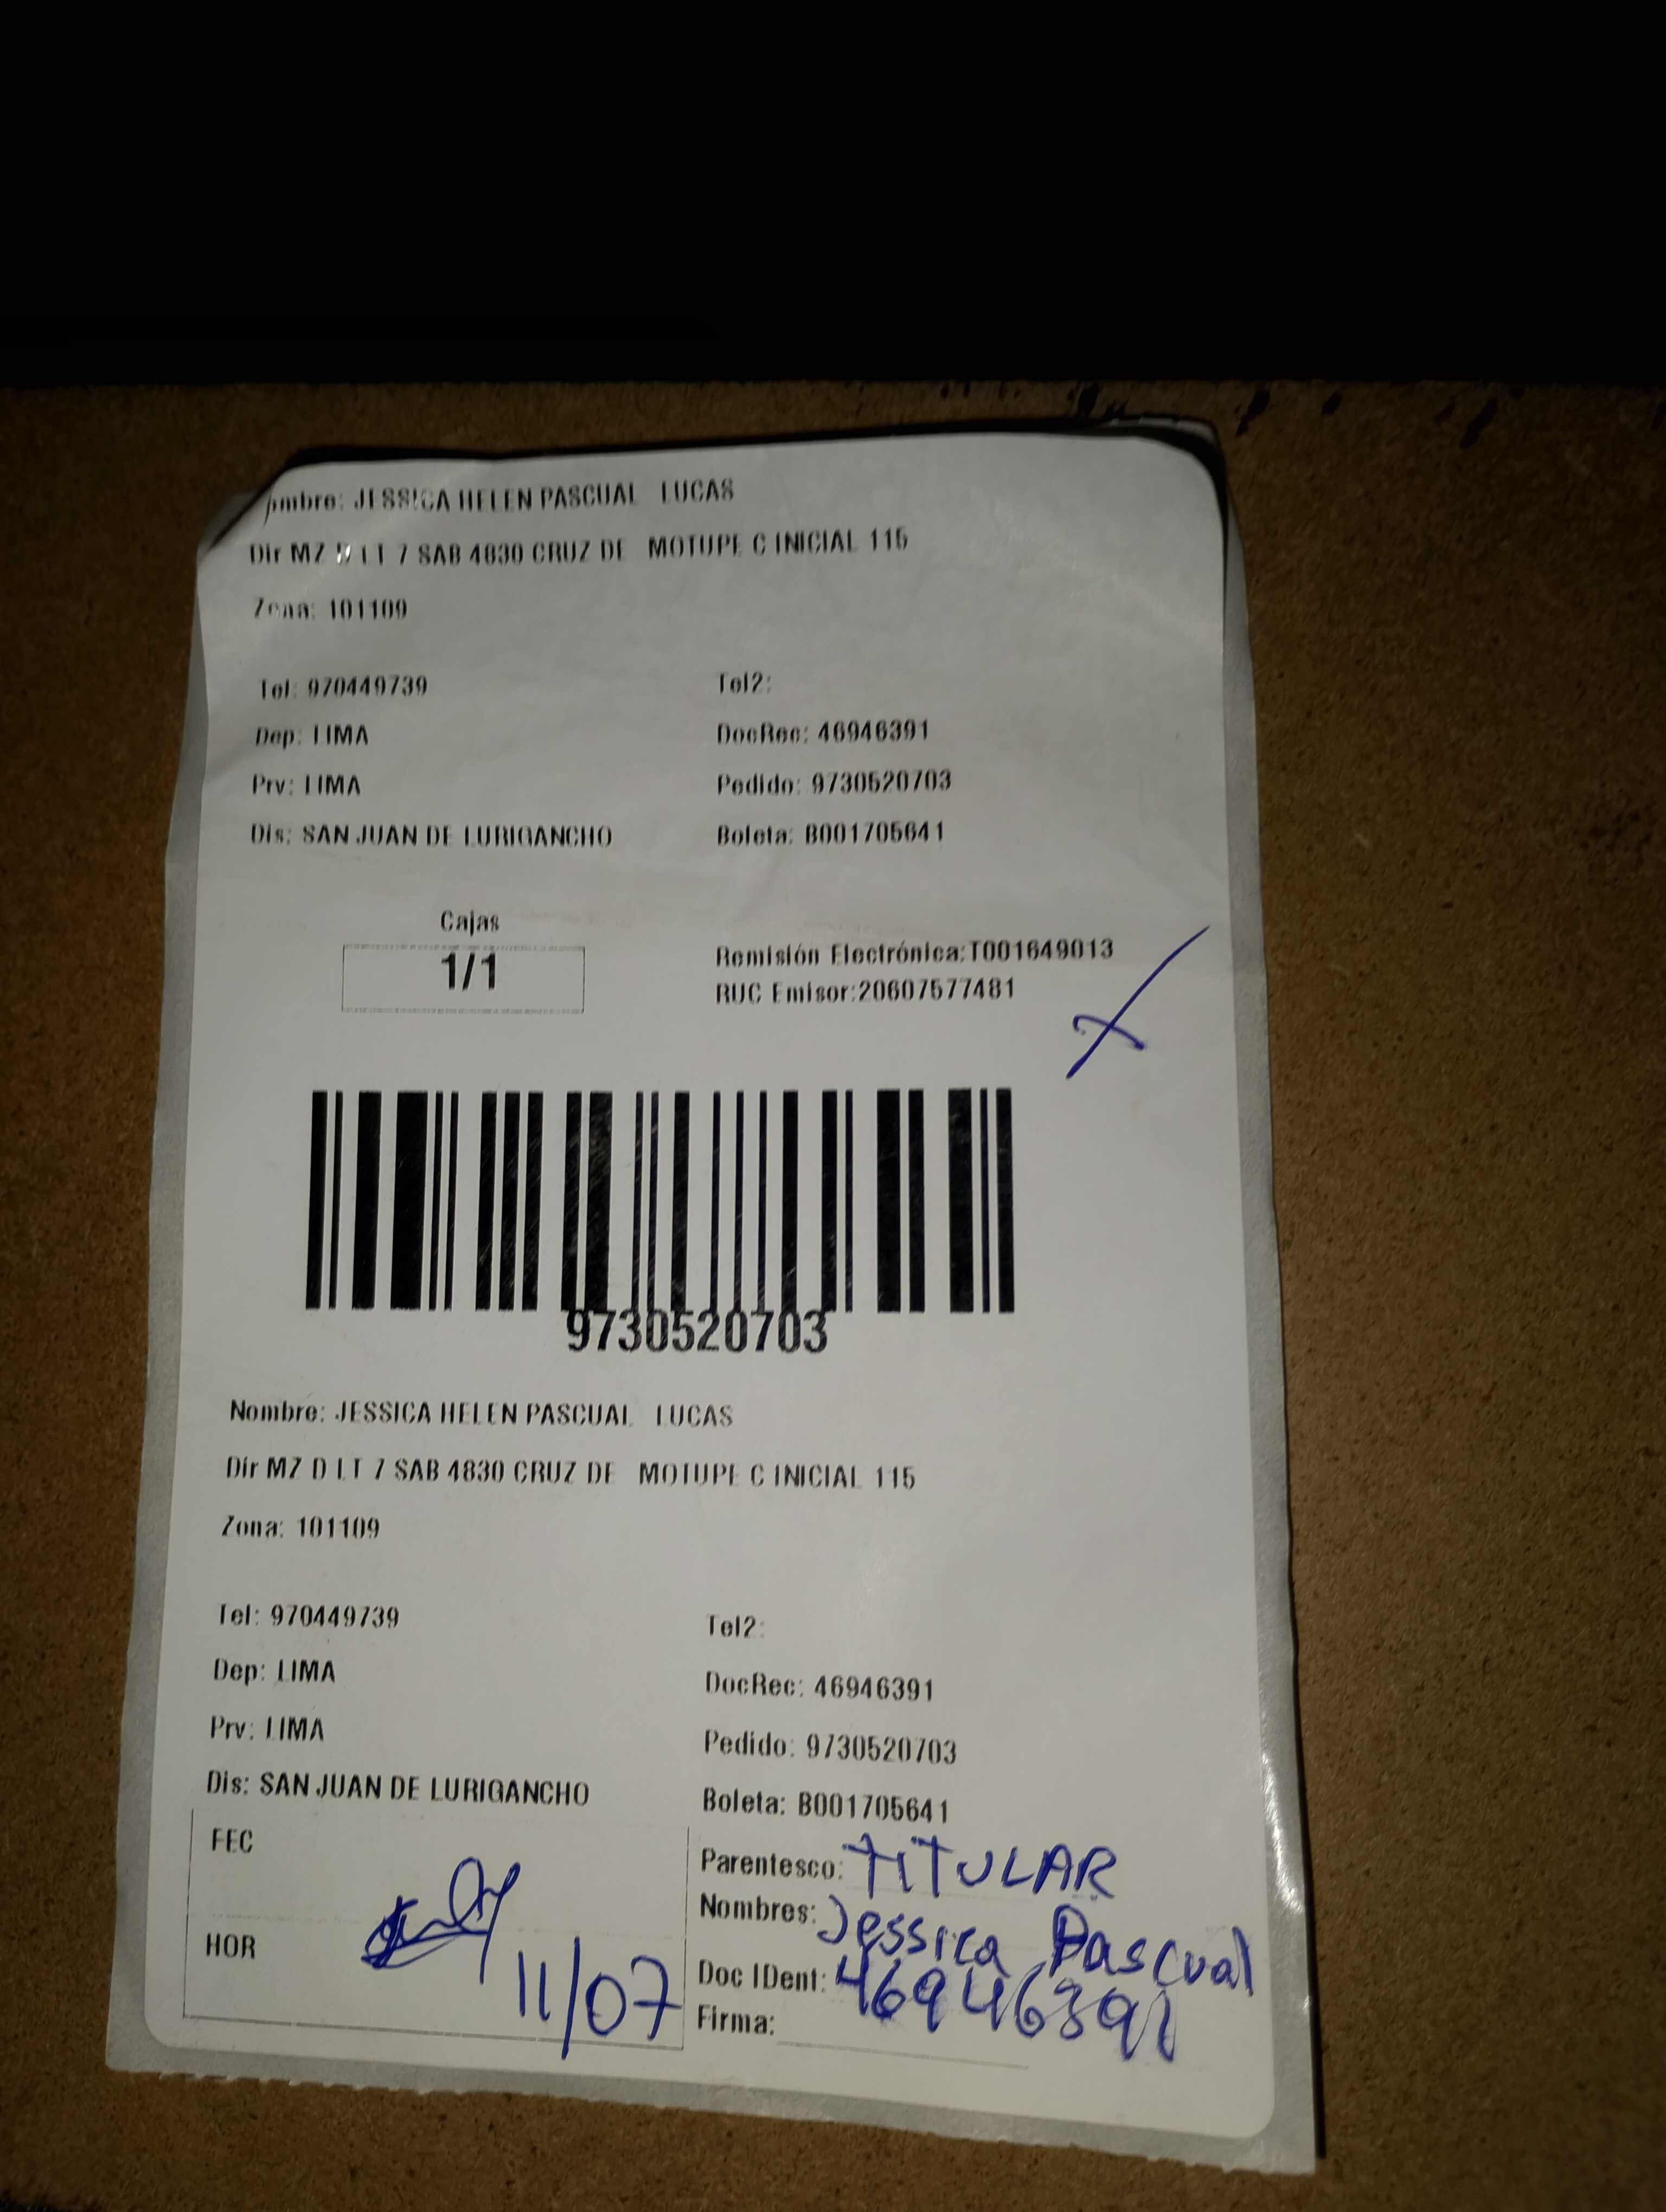 ombre: JESSICA HELEN PASCUAL LUCAS
Dir MZ D LT 7 SAB 4830 CRUZ DE MOTUPE C INICIAL 115
Zona: 101109
Tel: 970449739 Tel2:
Dep: LIMA DocRec: 46946391
Prv: LIMA Pedido: 9730520703
Dis: SAN JUAN DE LURIGANCHO Boleta: B001705641
Cajas
1/1
Remisión Electrónica:T001649013
RUC Emisor:20607577481
9730520703
Nombre: JESSICA HELEN PASCUAL LUCAS
Dir MZ D LT 7 SAB 4830 CRUZ DE MOTUPE C INICIAL 115
Zona: 101109
Tel: 970449739 Tel2:
Dep: LIMA DocRec: 46946391
Prv: LIMA Pedido: 9730520703
Dis: SAN JUAN DE LURIGANCHO Boleta: B001705641
FEC
HOR
11/07
Parentesco: TITULAR
Nombres: Jessica Pascual
Doc IDent: 46946391
Firma: